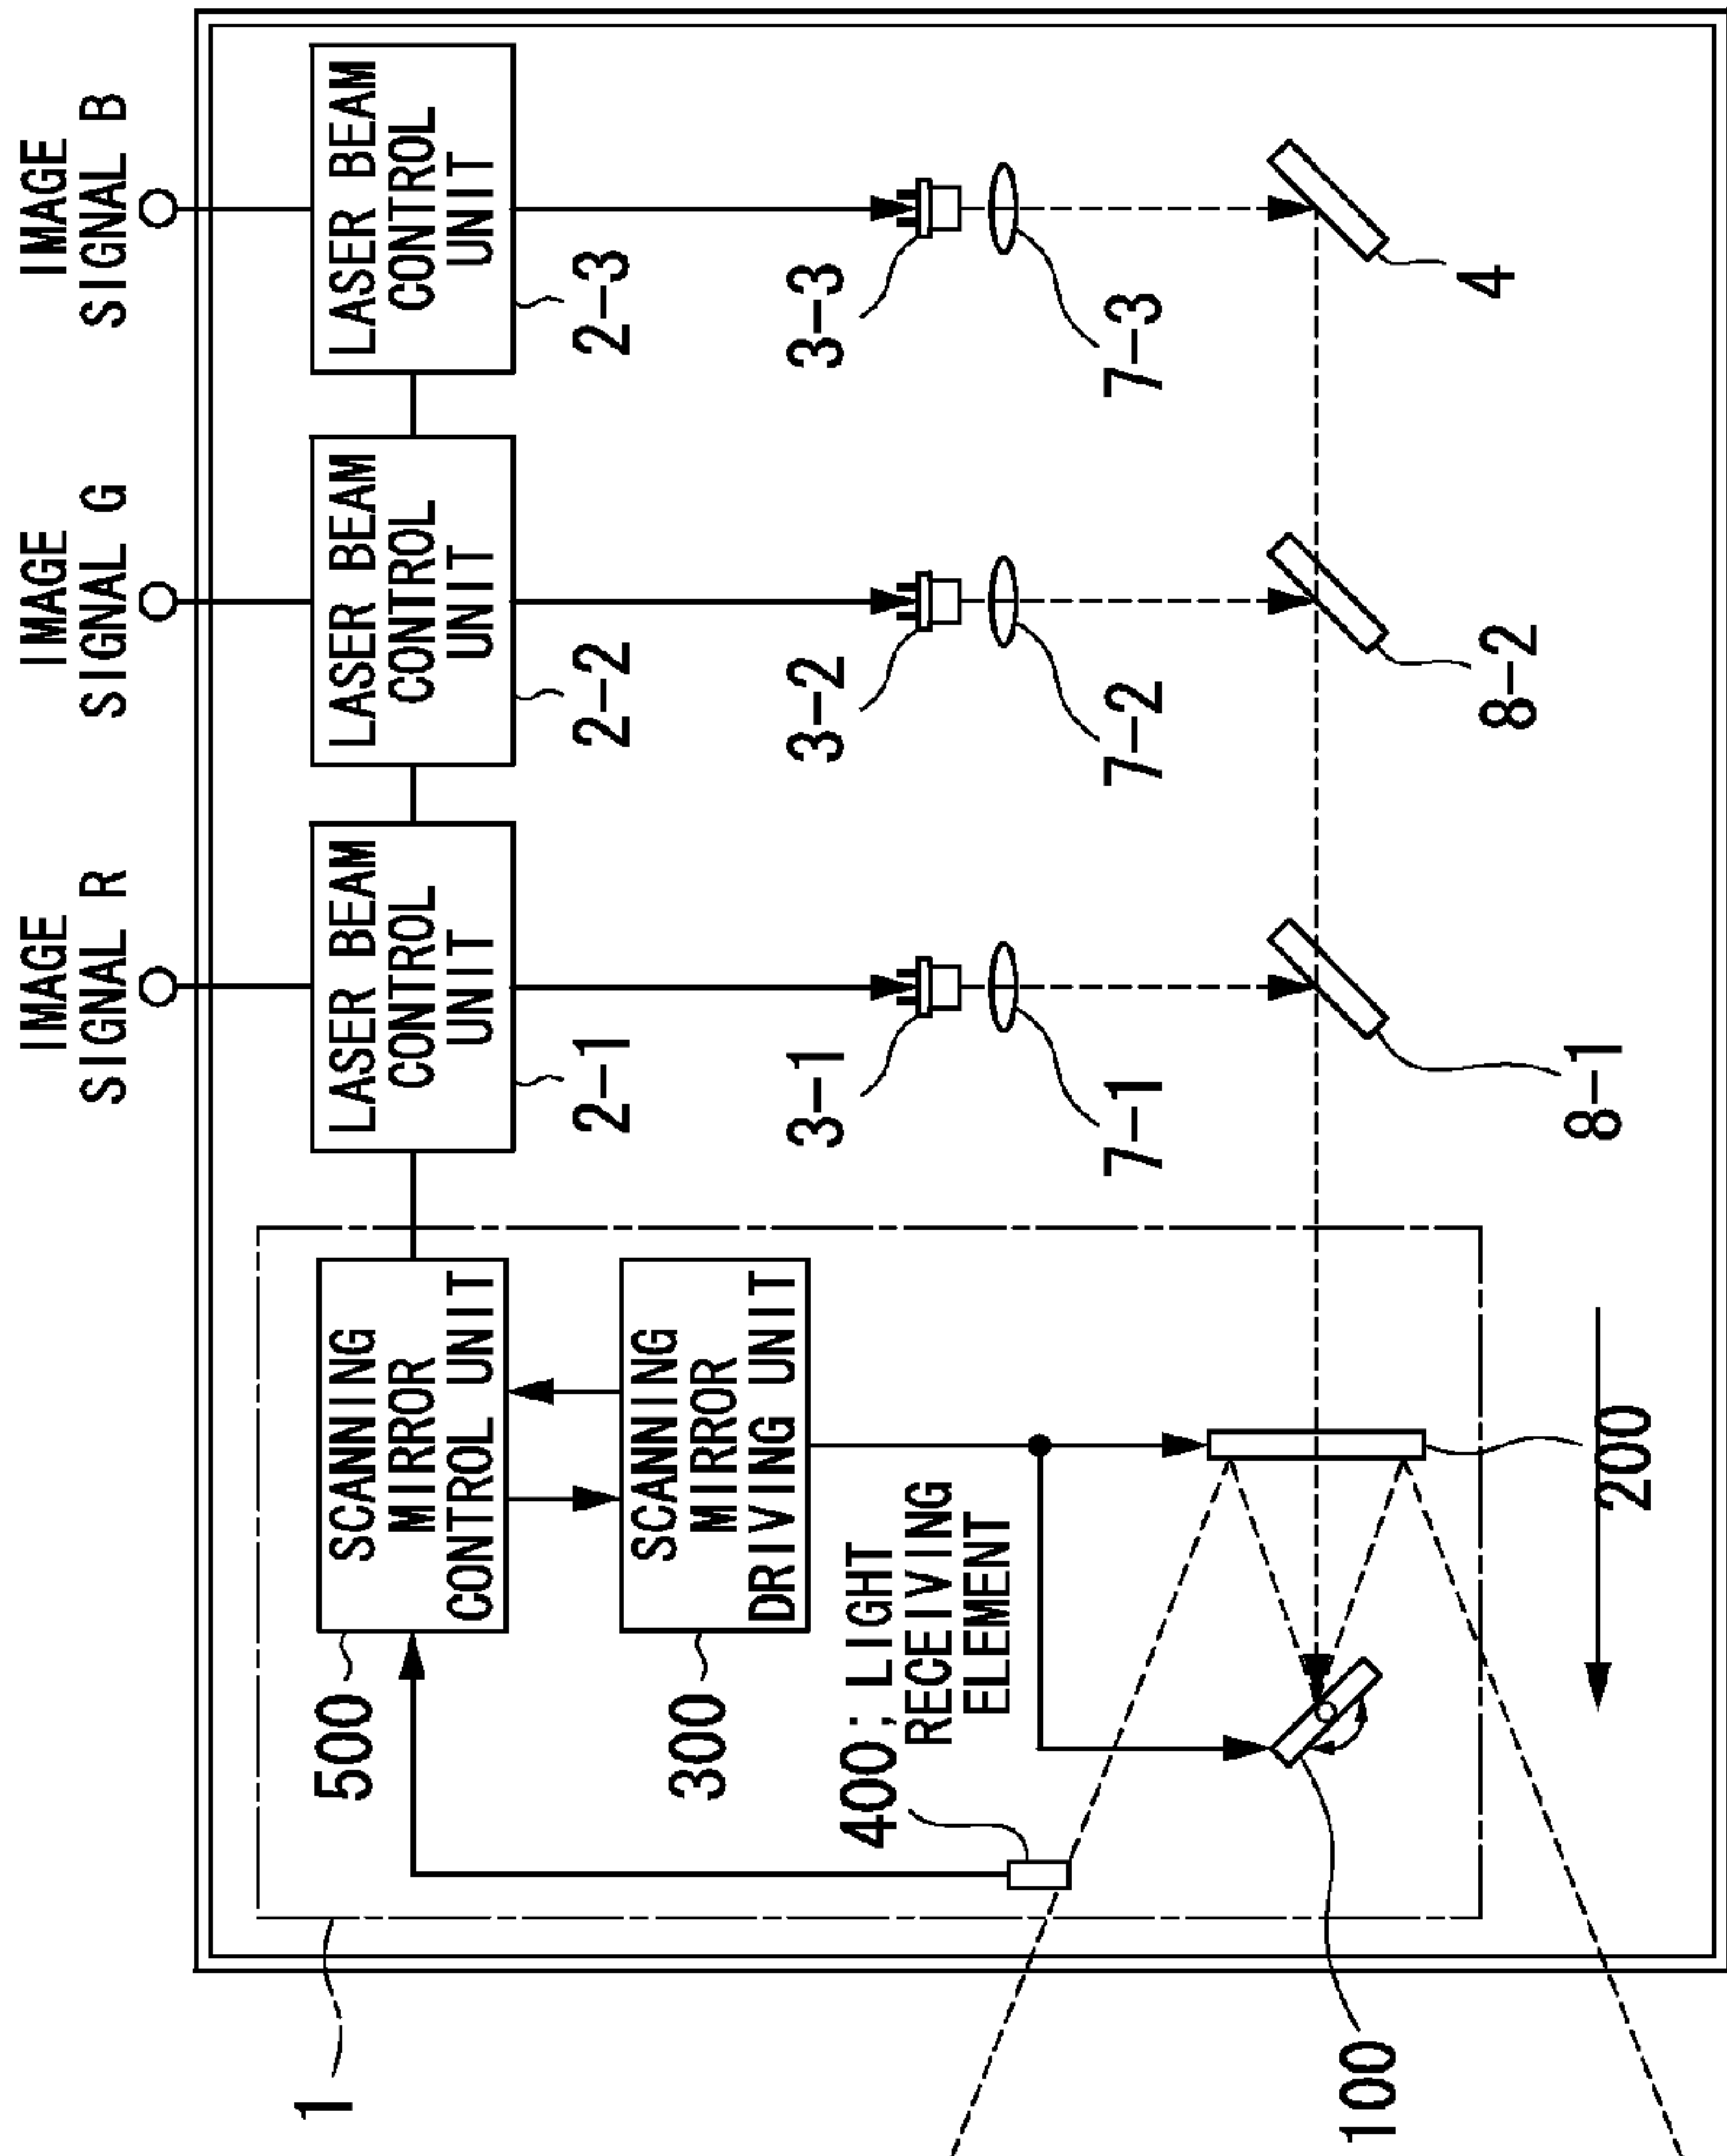 IMAGE
SIGNAL R
IMAGE
SIGNAL G
IMAGE
SIGNAL B
LASER BEAM
CONTROL
UNIT
2-1
LASER BEAM
CONTROL
UNIT
2-2
LASER BEAM
CONTROL
UNIT
2-3
1
500
SCANNING
MIRROR
CONTROL UNIT
300
SCANNING
MIRROR
DRIVING UNIT
400; LIGHT
RECEIVING
ELEMENT
3-1
3-2
3-3
7-1
7-2
7-3
100
200
8-1
8-2
4